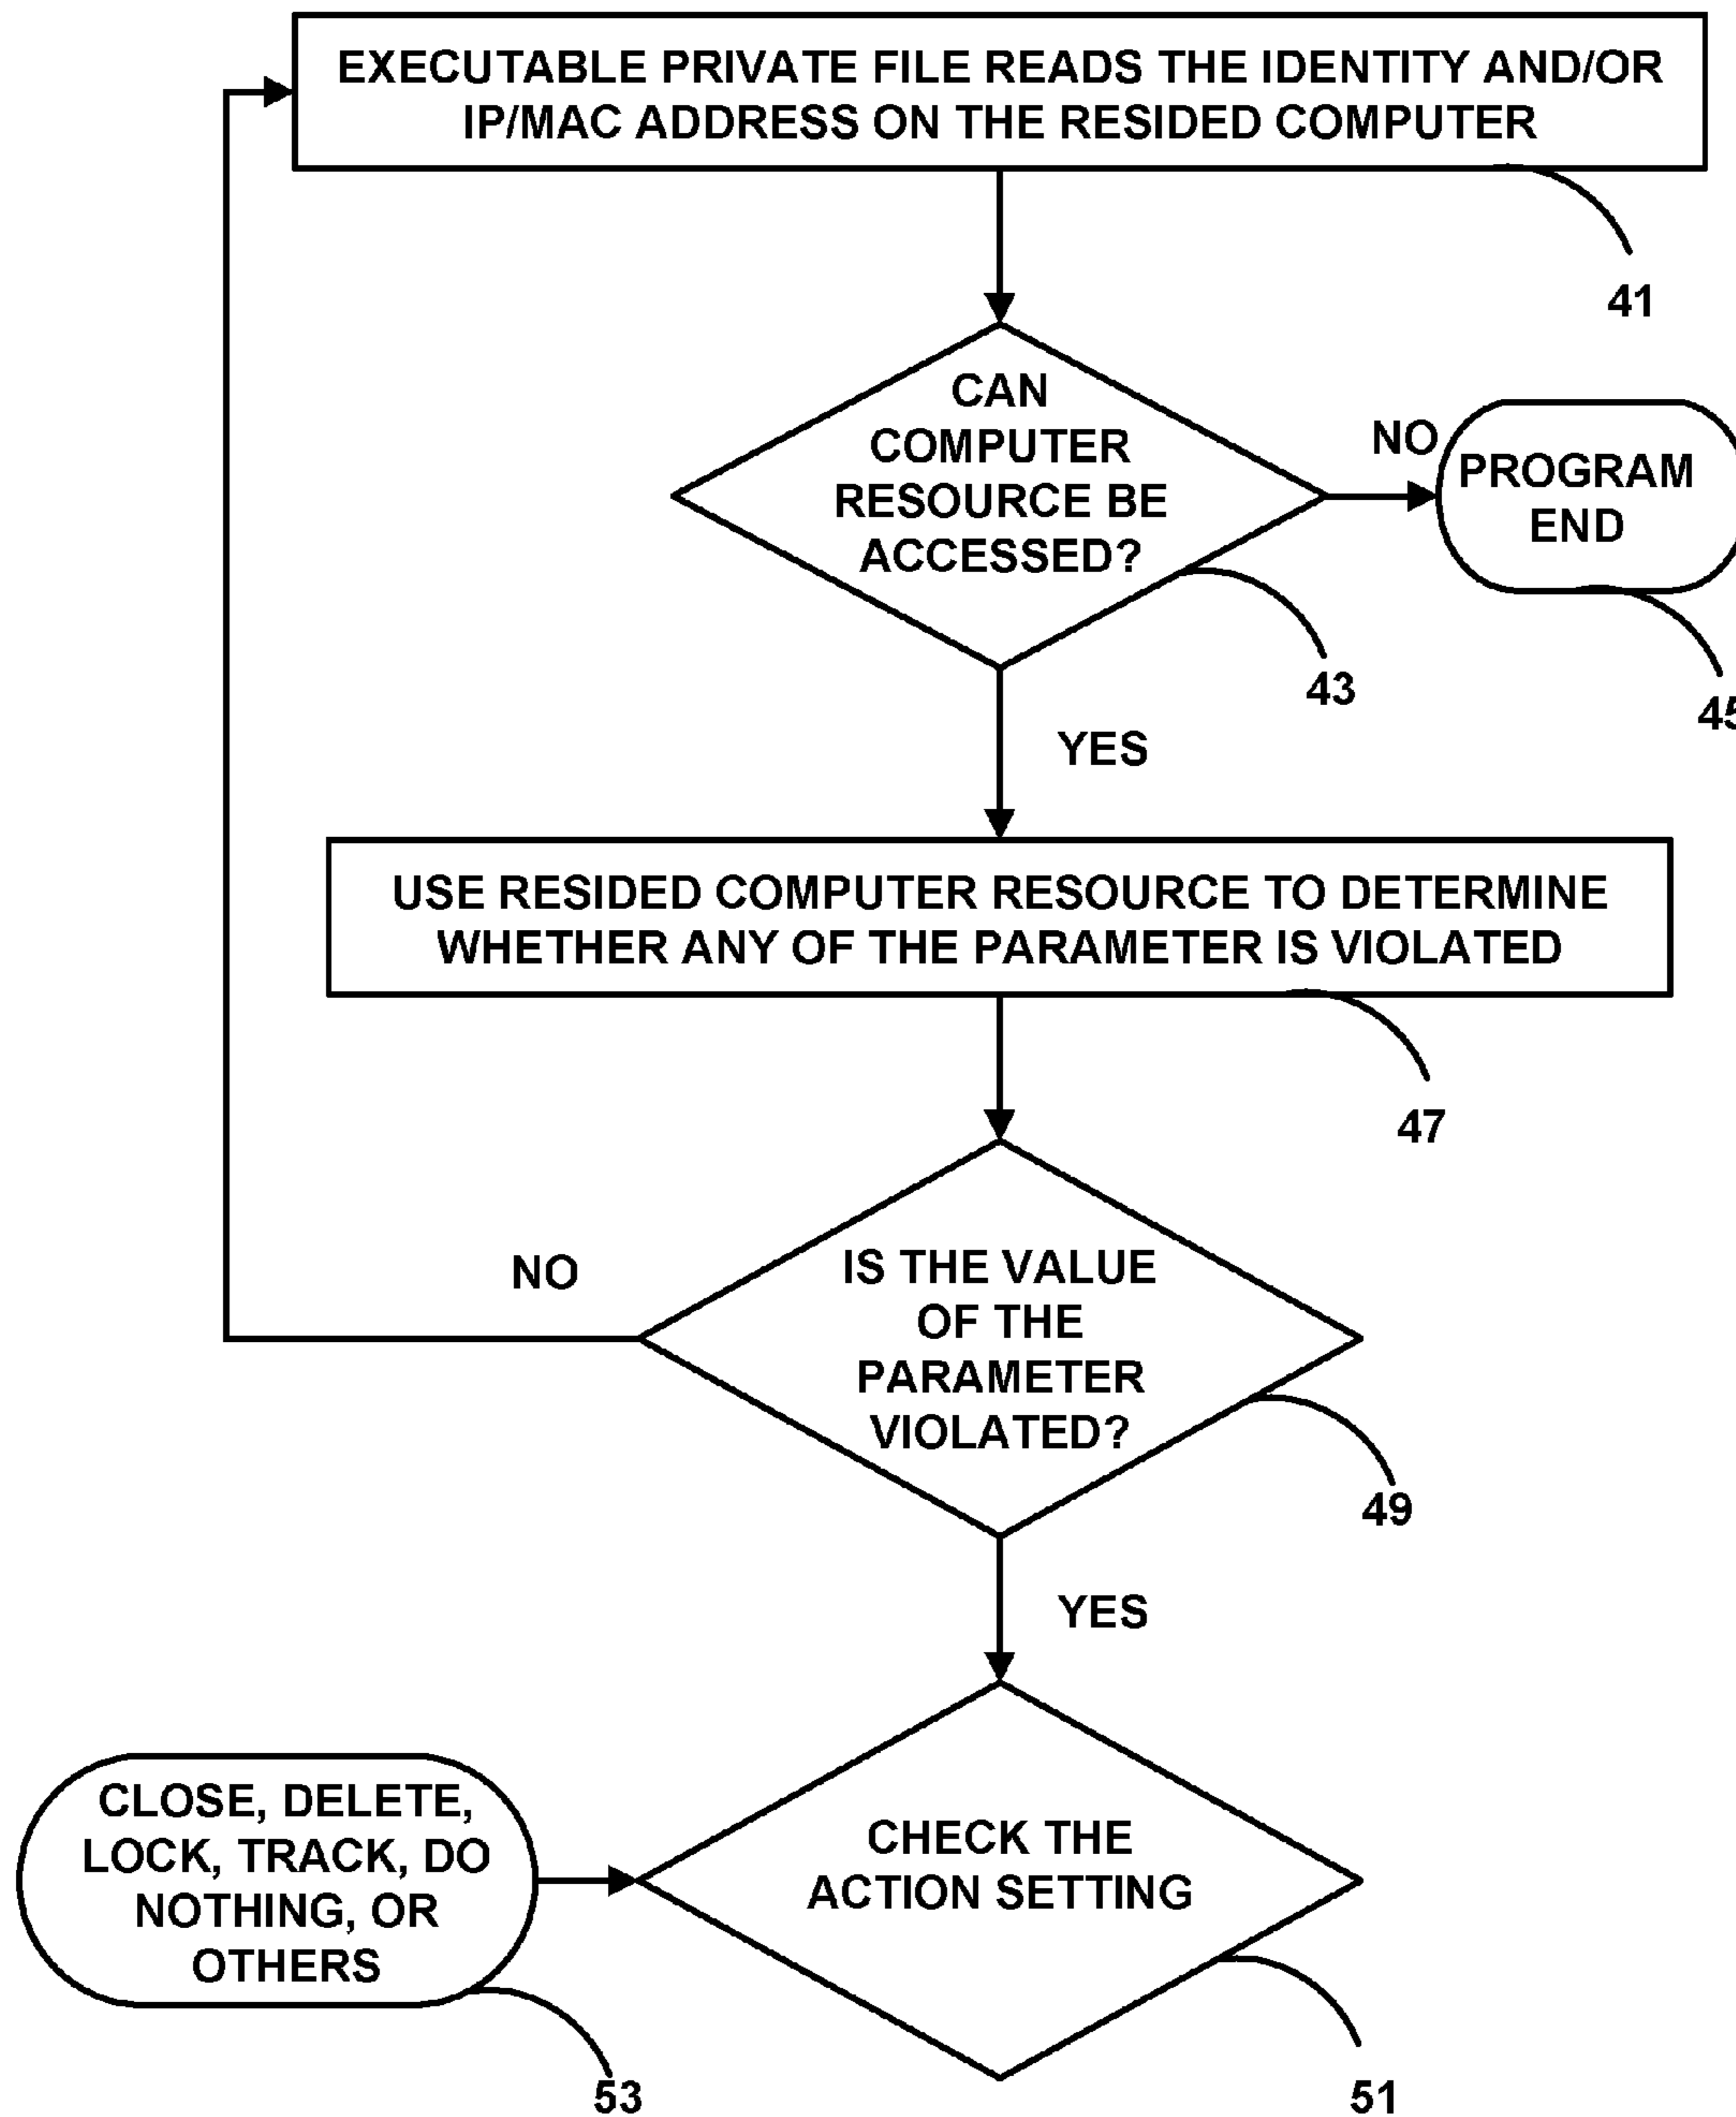 EXECUTABLE PRIVATE FILE READS THE IDENTITY AND/OR
IP/MAC ADDRESS ON THE RESIDED COMPUTER
41
CAN
COMPUTER
RESOURCE BE
ACCESSED?
NO
PROGRAM
END
43
45
YES
USE RESIDED COMPUTER RESOURCE TO DETERMINE
WHETHER ANY OF THE PARAMETER IS VIOLATED
47
NO
IS THE VALUE
OF THE
PARAMETER
VIOLATED?
49
YES
CLOSE, DELETE,
LOCK, TRACK, DO
NOTHING, OR
OTHERS
CHECK THE
ACTION SETTING
53
51